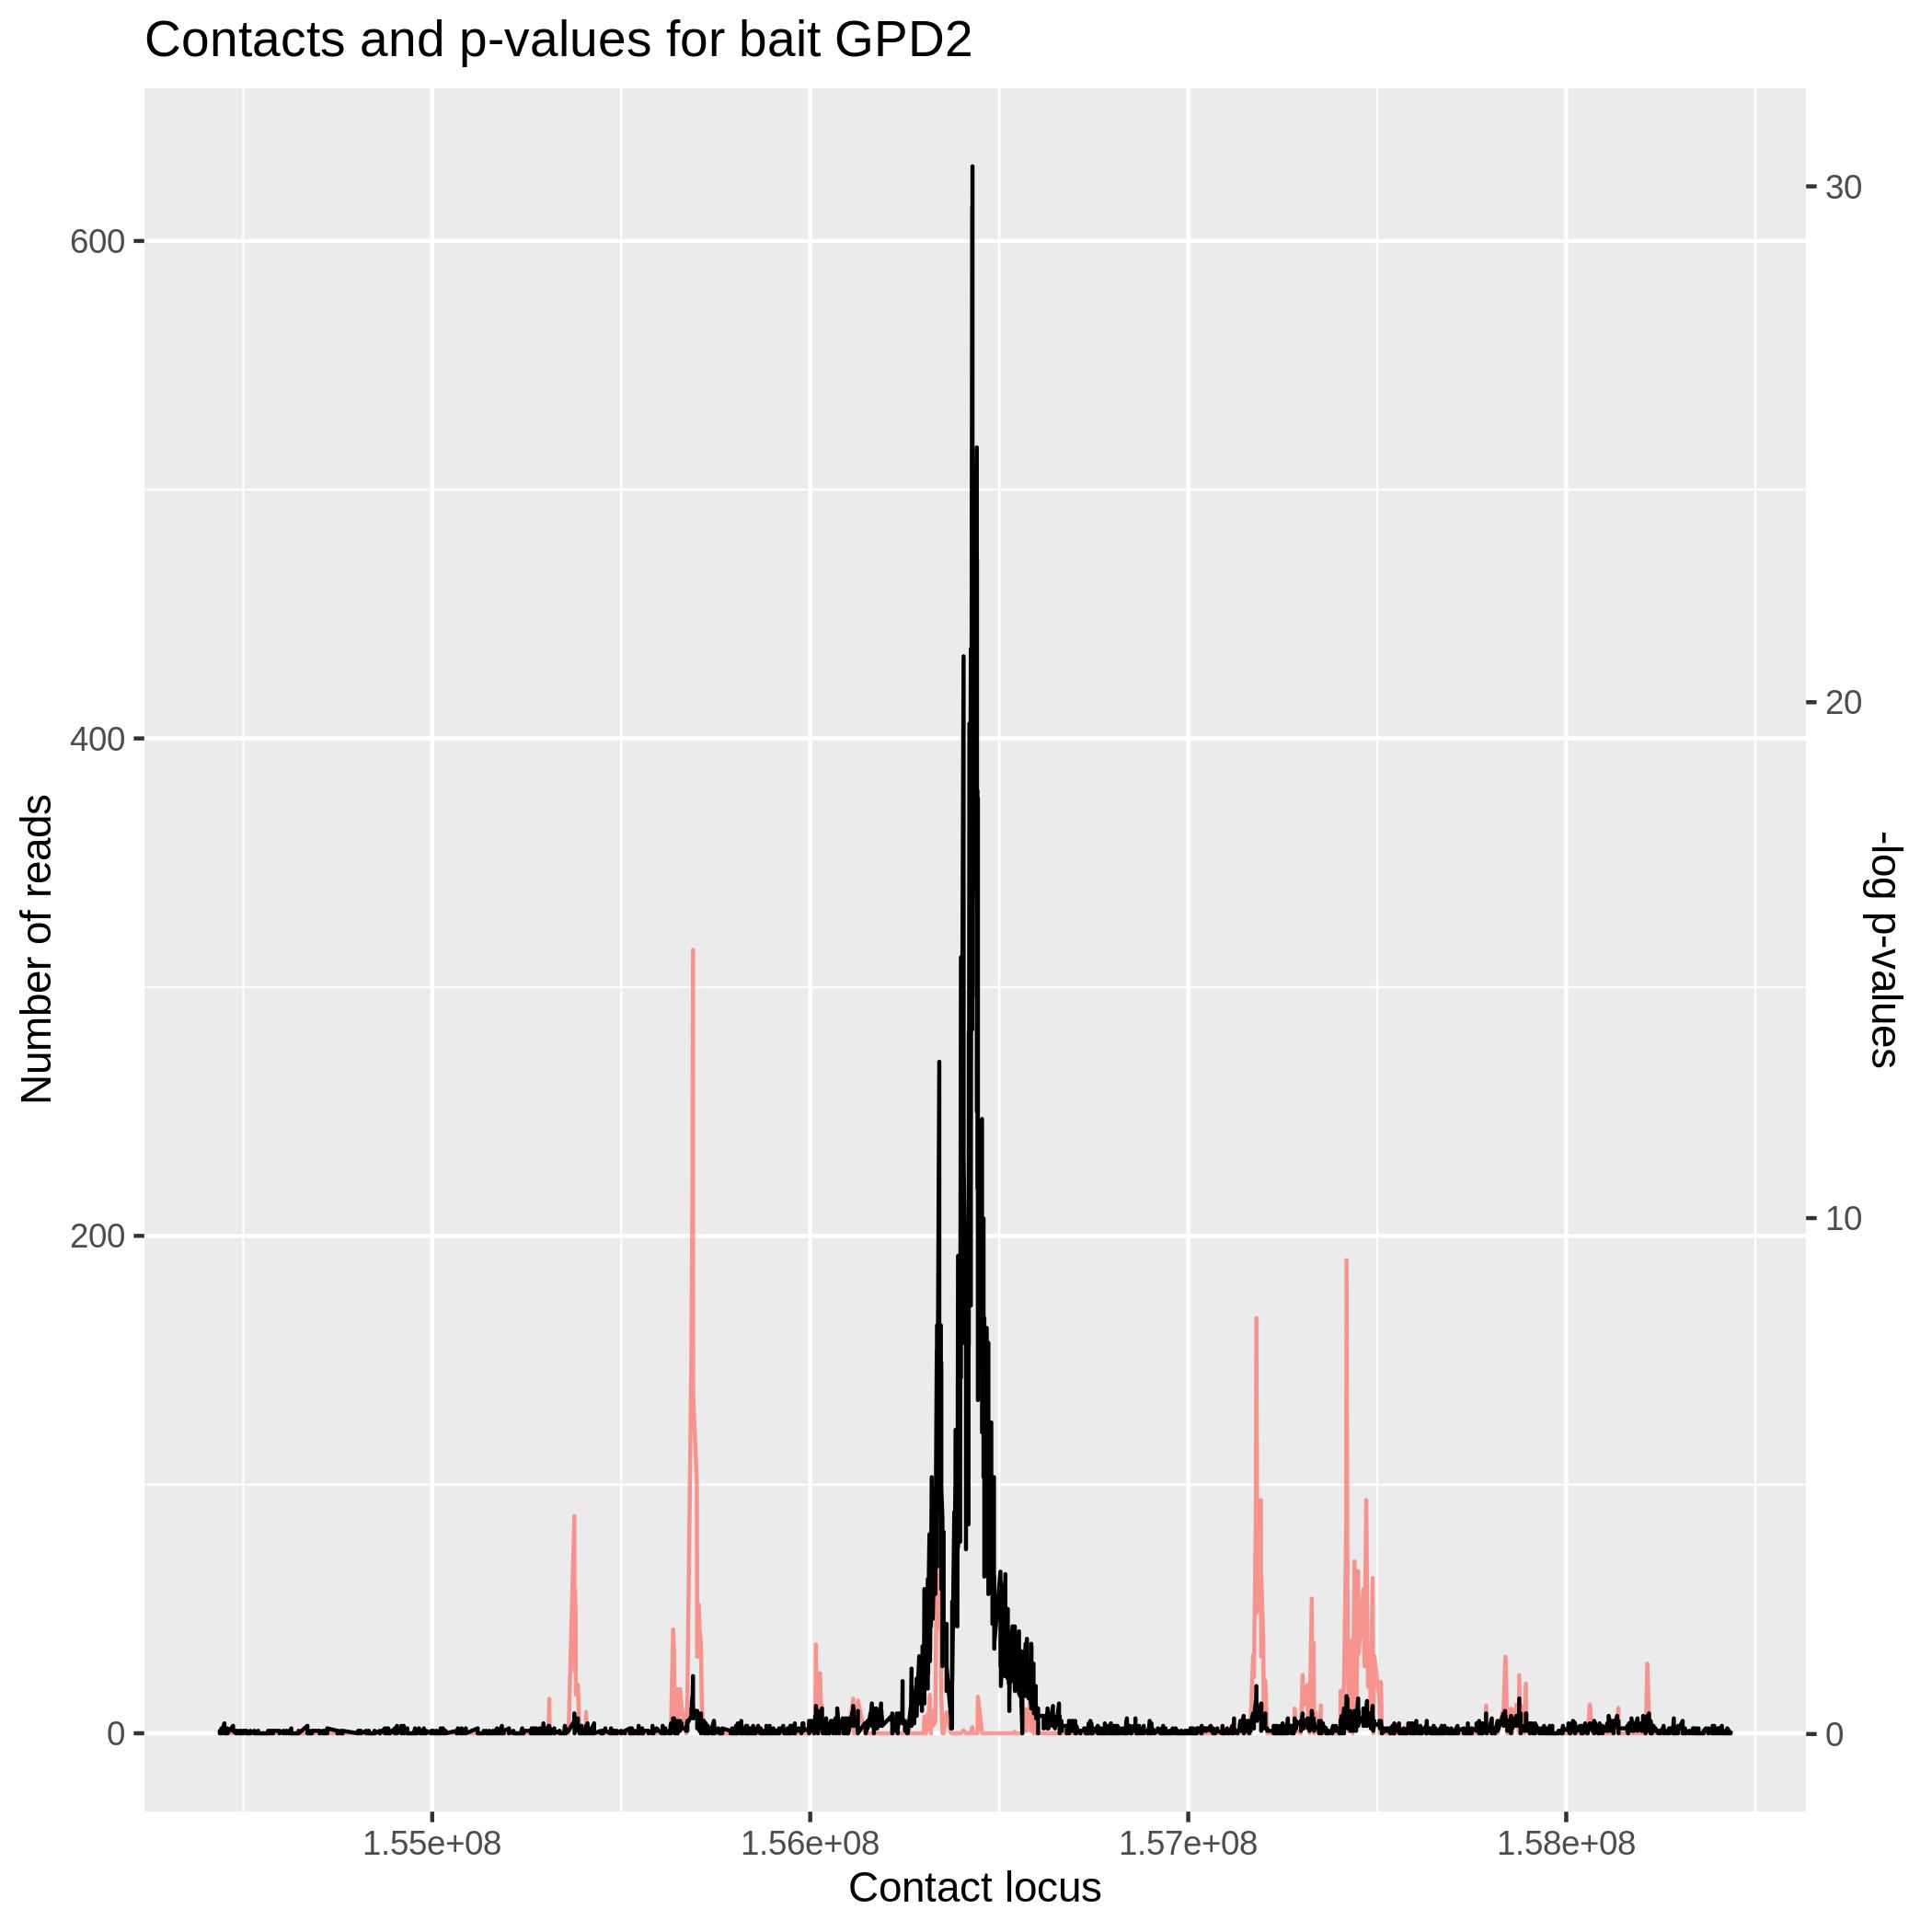 Contacts and p-values for bait GPD2
Number of reads
600
400
200
0
30
20
10
0
-log p-values
1.55e+08
1.56e+08
1.57e+08
1.58e+08
Contact locus